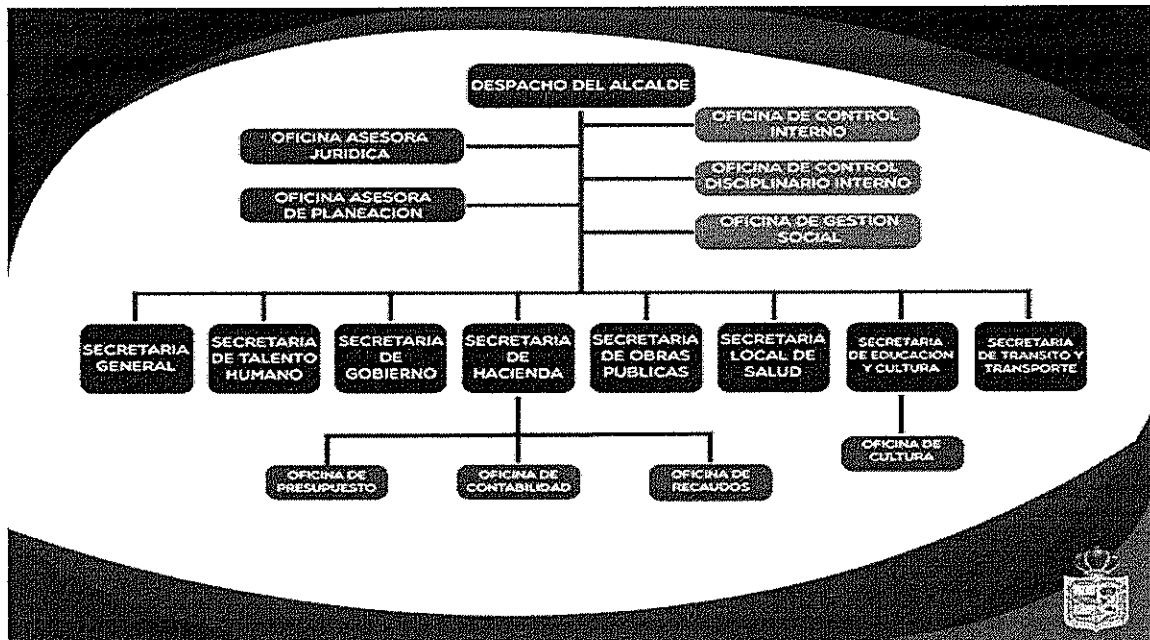 DESPACHO DEL ALCALDE
OFICINA ASESORA
JURIDICA
OFICINA ASESORA
DE PLANEACION
OFICINA DE CONTROL
INTERNO
OFICINA DE CONTROL
DISCIPLINARIO INTERNO
OFICINA DE GESTION
SOCIAL
SECRETARIA
GENERAL
SECRETARIA
DE TALENTO
HUMANO
SECRETARIA
DE
GOBIERNO
SECRETARIA
DE
HACIENDA
SECRETARIA
DE OBRAS
PUBLICAS
SECRETARIA
LOCAL DE
SALUD
SECRETARIA
DE EDUCACION
Y CULTURA
SECRETARIA
DE TRANSITO Y
TRANSPORTE
OFICINA DE
PRESUPUESTO
OFICINA DE
CONTABILIDAD
OFICINA DE
RECAUDOS
OFICINA DE
CULTURA